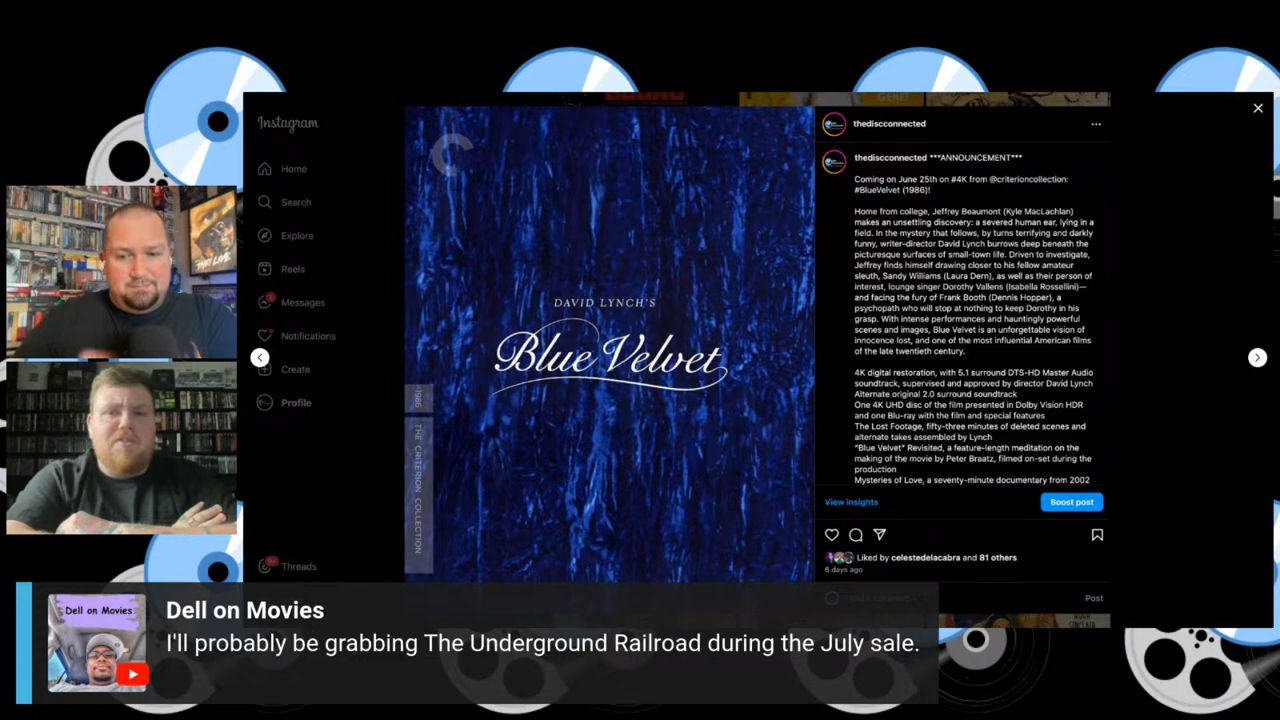 Instagram
Home
Search
Explore
Reels
Messages
Notifications
Create
Profile
Threads
DAVID LYNCH'S
Blue Velvet
1986
THE CRITERION COLLECTION
thediscconnected
thediscconnected ***ANNOUNCEMENT***
Coming on June 25th on #4K from @criterioncollection:
#BlueVelvet (1986)!
Home from college, Jeffrey Beaumont (Kyle MacLachlan)
makes an unsettling discovery: a severed human ear, lying in a
field. In the mystery that follows, by turns terrifying and darkly
funny, writer-director David Lynch burrows deep beneath the
picturesque surfaces of small-town life. Driven to investigate,
Jeffrey finds himself drawing closer to his fellow amateur
sleuth, Sandy Williams (Laura Dern), as well as their person of
interest, lounge singer Dorothy Vallens (Isabella Rossellini)—
and facing the fury of Frank Booth (Dennis Hopper), a
psychopath who will stop at nothing to keep Dorothy in his
grasp. With intense performances and hauntingly powerful
scenes and images, Blue Velvet is an unforgettable vision of
innocence lost, and one of the most influential American films
of the late twentieth century.
4K digital restoration, with 5.1 surround DTS-HD Master Audio
soundtrack, supervised and approved by director David Lynch
Alternate original 2.0 surround soundtrack
One 4K UHD disc of the film presented in Dolby Vision HDR
and one Blu-ray with the film and special features
The Lost Footage, fifty-three minutes of deleted scenes and
alternate takes assembled by Lynch
"Blue Velvet" Revisited, a feature-length meditation on the
making of the movie by Peter Braatz, filmed on-set during the
production
Mysteries of Love, a seventy-minute documentary from 2002
View insights
Boost post
Liked by celestedelacabra and 81 others
6 days ago
Post
Dell on Movies
Dell on Movies
I'll probably be grabbing The Underground Railroad during the July sale.